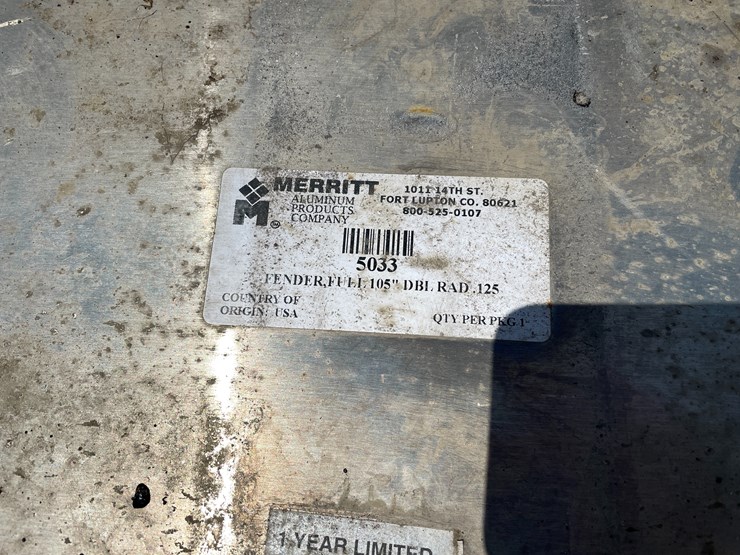 MERRITT
ALUMINUM
PRODUCTS
COMPANY
1011 14TH ST.
FORT LUPTON CO. 80621
800-525-0107
5033
FENDER,FULL 105" DBL RAD .125
COUNTRY OF
ORIGIN: USA
QTY PER PKG 1
1 YEAR LIMITED